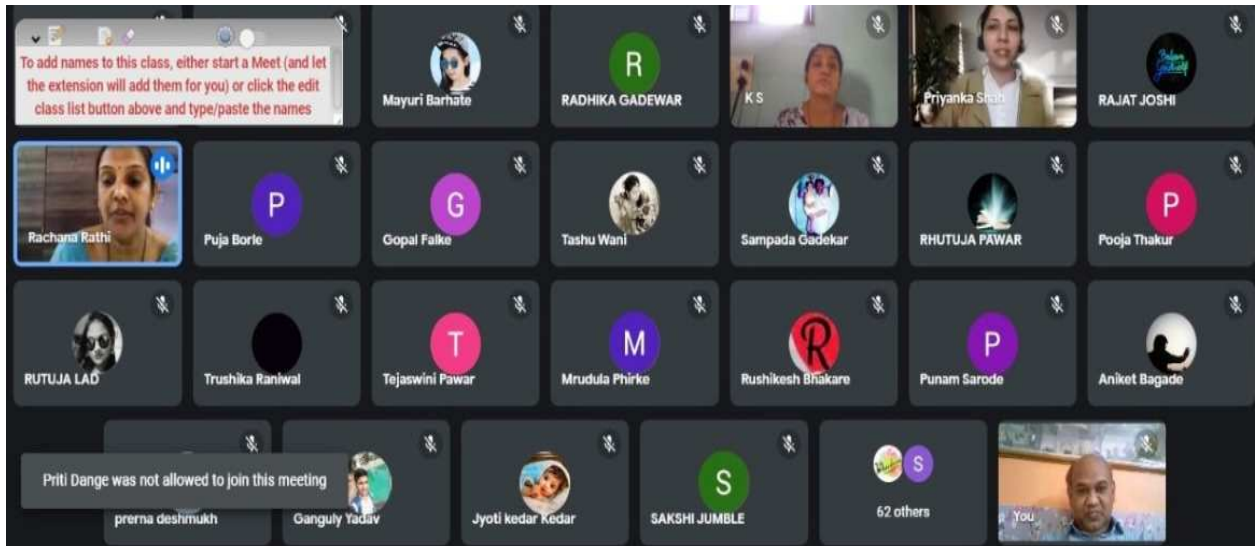 To add names to this class, either start a Meet (and let
the extension will add them for you) or click the edit
class list button above and type/paste the names
Mayuri Barhate
R
RADHIKA GADEWAR
K S
Priyanka Shah
Believe
Yourself
RAJAT JOSHI
Rachana Rathi
P
Puja Borle
G
Gopal Falke
Tashu Wani
Sampada Gadekar
RHUTUJA PAWAR
P
Pooja Thakur
RUTUJA LAD
Trushika Raniwal
T
Tejaswini Pawar
M
Mrudula Phirke
R
Rushikesh Bhakare
P
Punam Sarode
Aniket Bagade
Priti Dange was not allowed to join this meeting
prerna deshmukh
Ganguly Yadav
Jyoti kedar Kedar
S
SAKSHI JUMBLE
S
62 others
You